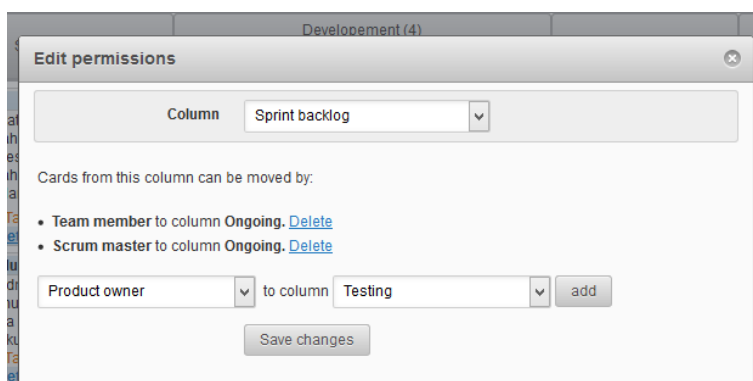 Developement (4)
Edit permissions
Column Sprint backlog
Cards from this column can be moved by:
• Team member to column Ongoing. Delete
• Scrum master to column Ongoing. Delete
Product owner to column Testing add
Save changes